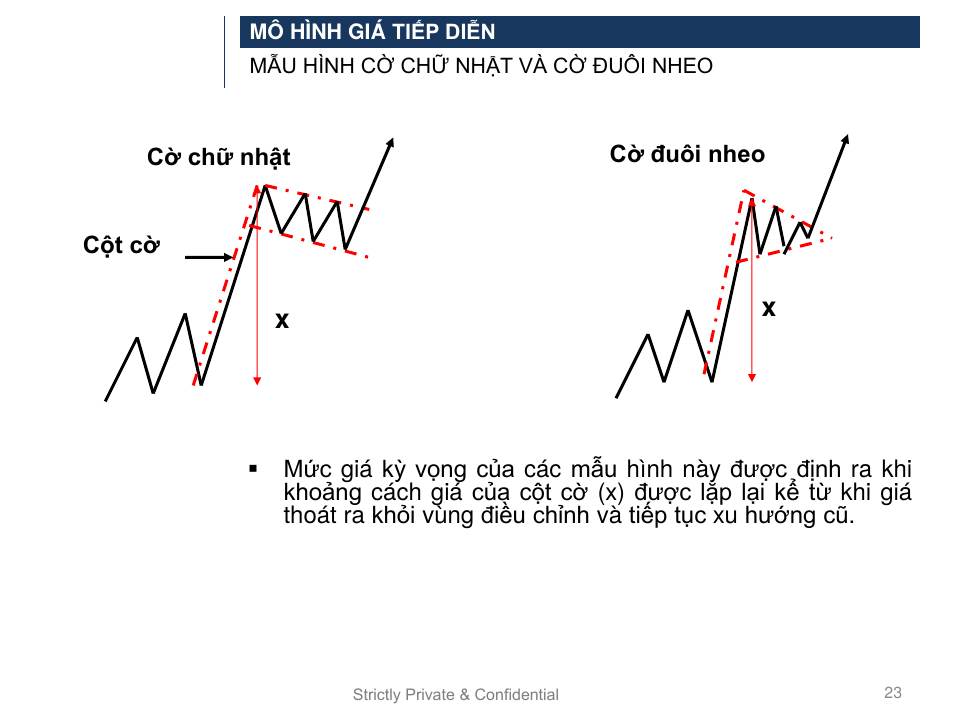 MÔ HÌNH GIÁ TIẾP DIỄN
MẪU HÌNH CỜ CHỮ NHẬT VÀ CỜ ĐUÔI NHEO
Cờ chữ nhật
Cờ đuôi nheo
Cột cờ
x
x
▪ Mức giá kỳ vọng của các mẫu hình này được định ra khi
khoảng cách giá của cột cờ (x) được lặp lại kể từ khi giá
thoát ra khỏi vùng điều chỉnh và tiếp tục xu hướng cũ.
Strictly Private & Confidential
23